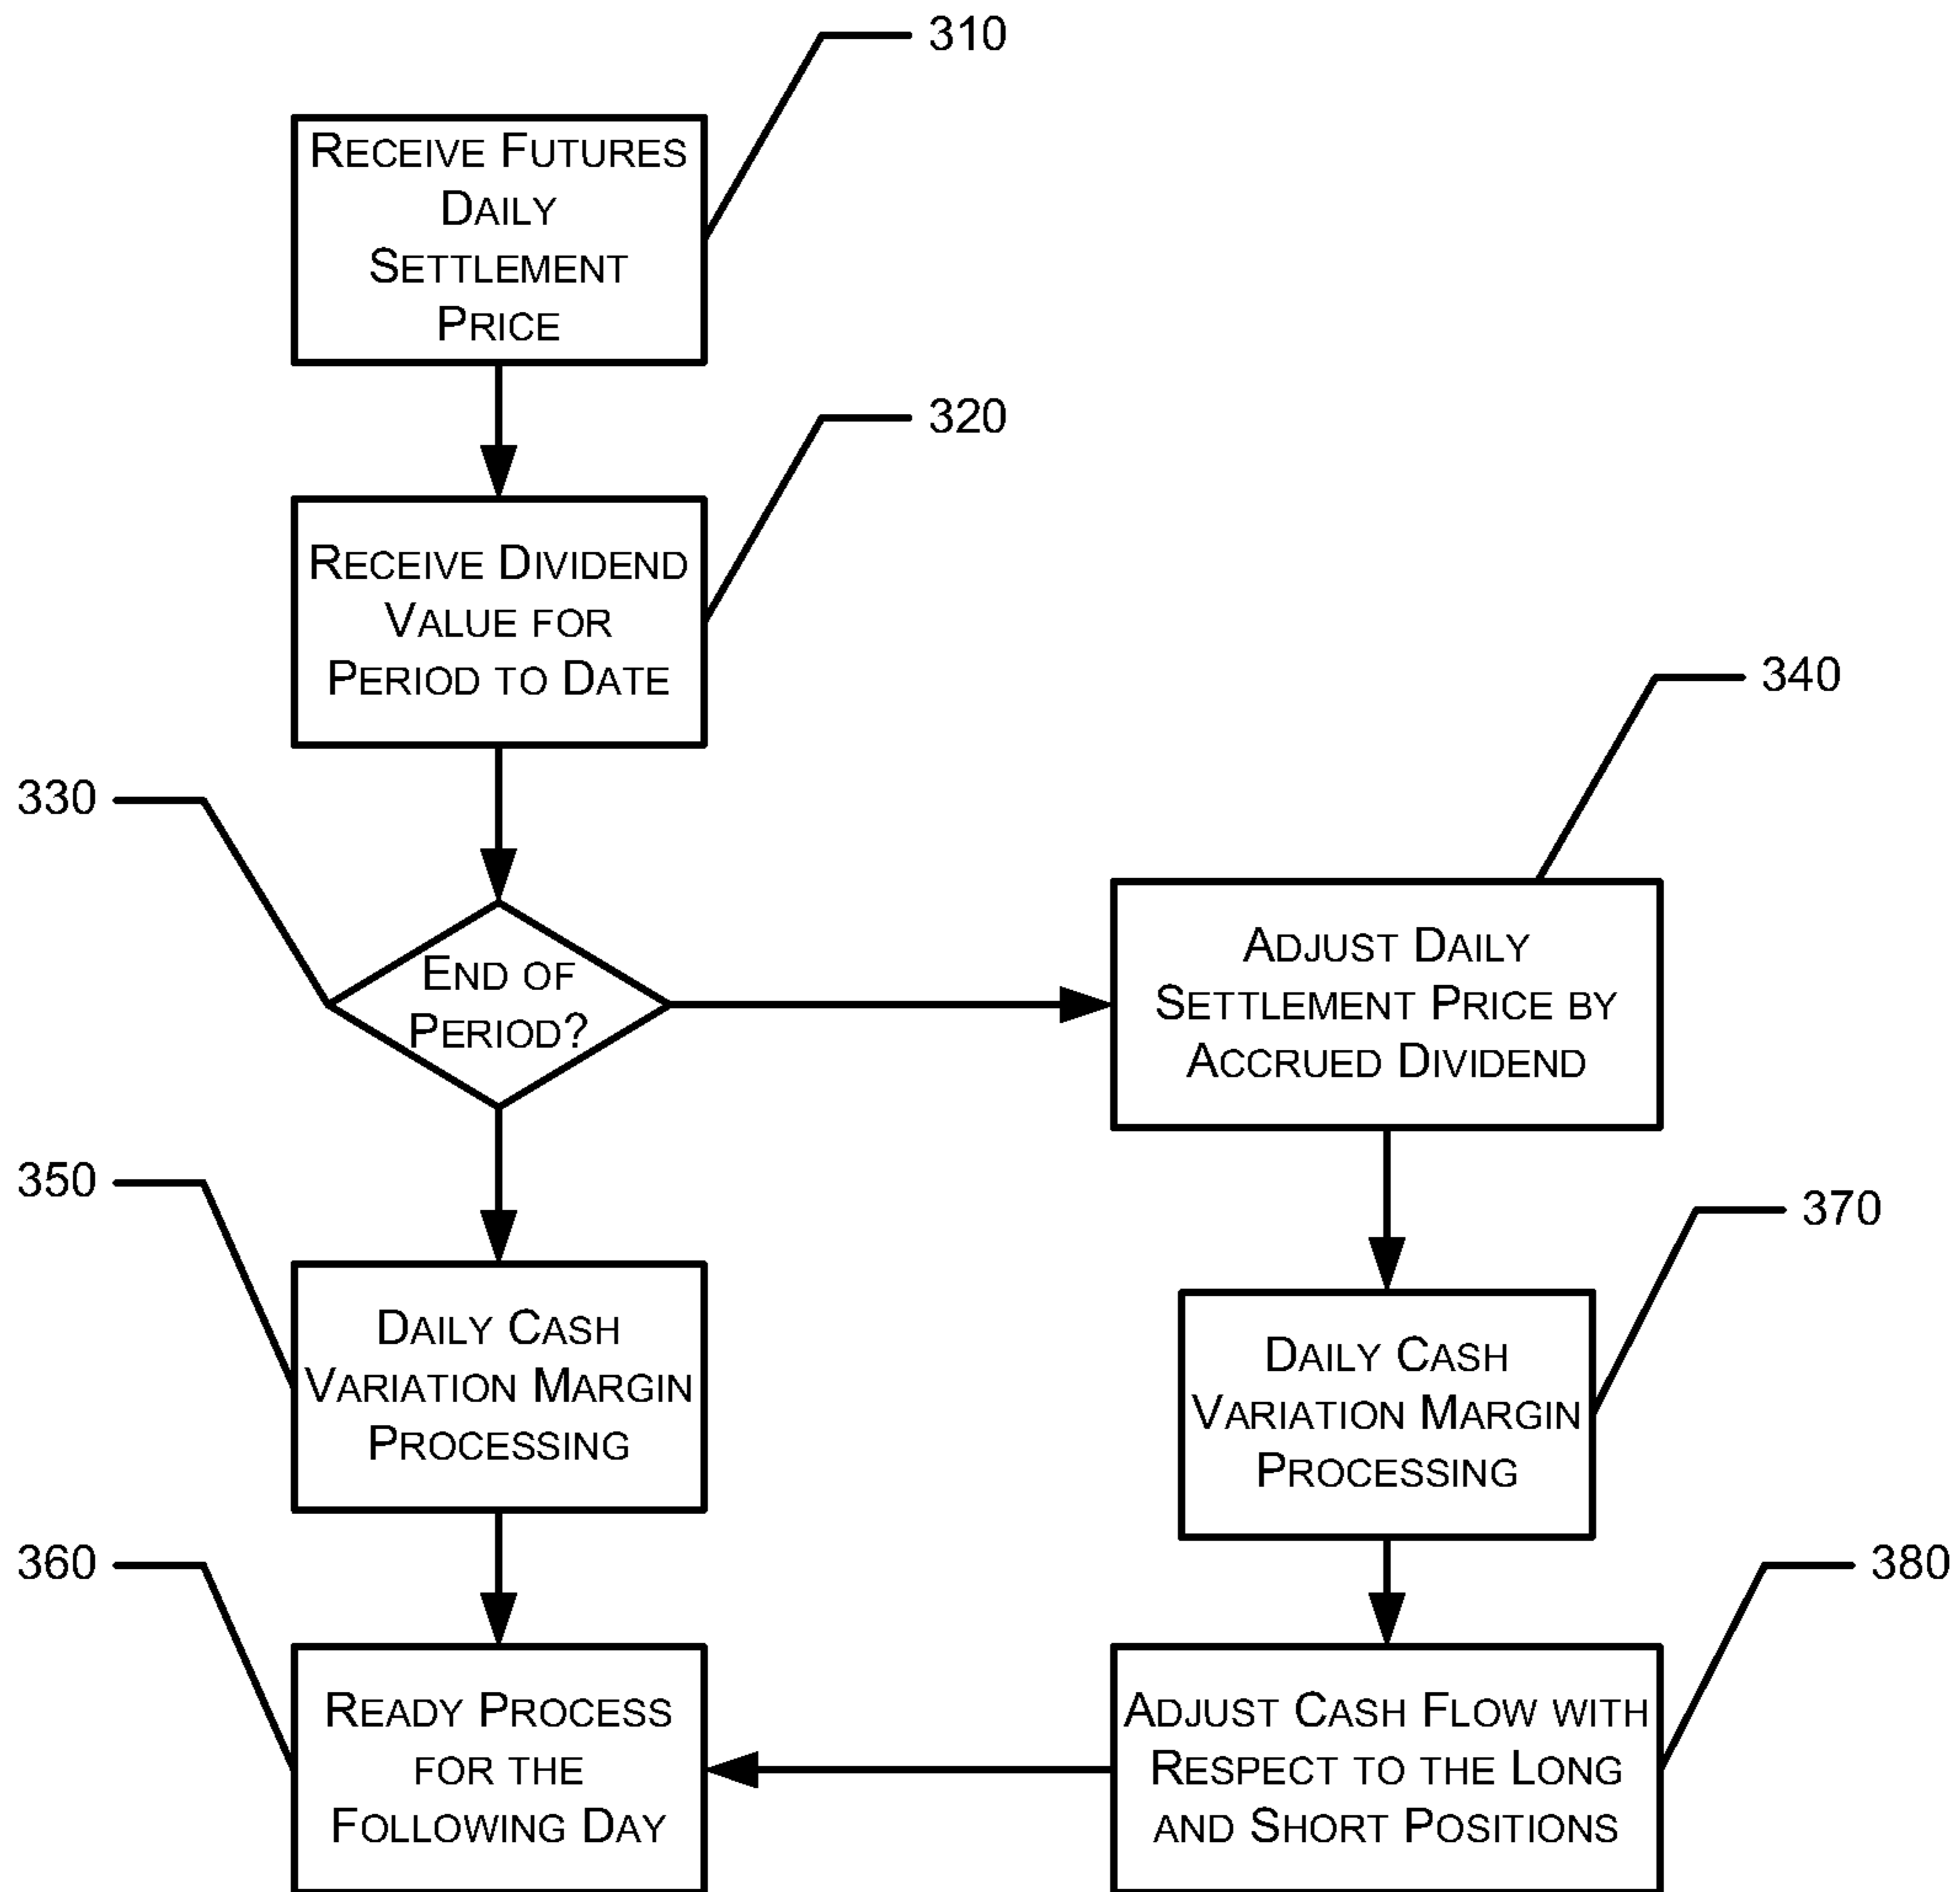 310
RECEIVE FUTURES
DAILY
SETTLEMENT
PRICE
320
RECEIVE DIVIDEND
VALUE FOR
PERIOD TO DATE
330
END OF
PERIOD?
340
ADJUST DAILY
SETTLEMENT PRICE BY
ACCRUED DIVIDEND
350
DAILY CASH
VARIATION MARGIN
PROCESSING
370
DAILY CASH
VARIATION MARGIN
PROCESSING
360
READY PROCESS
FOR THE
FOLLOWING DAY
380
ADJUST CASH FLOW WITH
RESPECT TO THE LONG
AND SHORT POSITIONS